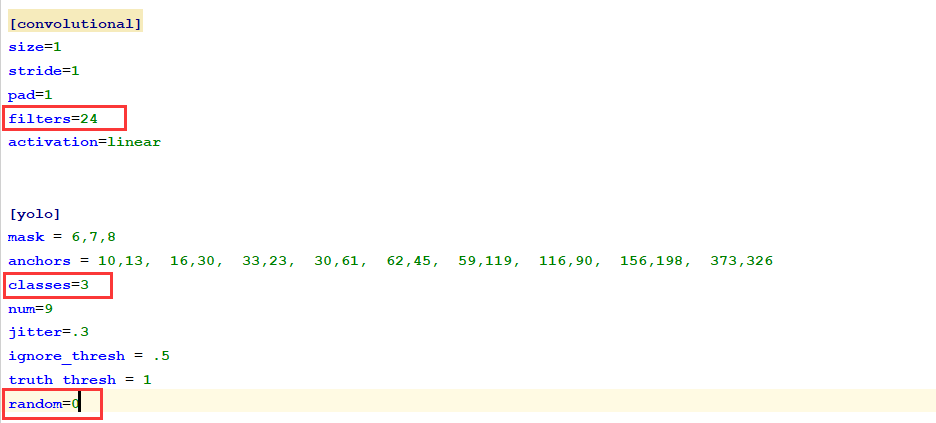 [convolutional]
size=1
stride=1
pad=1
filters=24
activation=linear
[yolo]
mask = 6,7,8
anchors = 10,13,  16,30,  33,23,  30,61,  62,45,  59,119,  116,90,  156,198,  373,326
classes=3
num=9
jitter=.3
ignore_thresh = .5
truth_thresh = 1
random=0